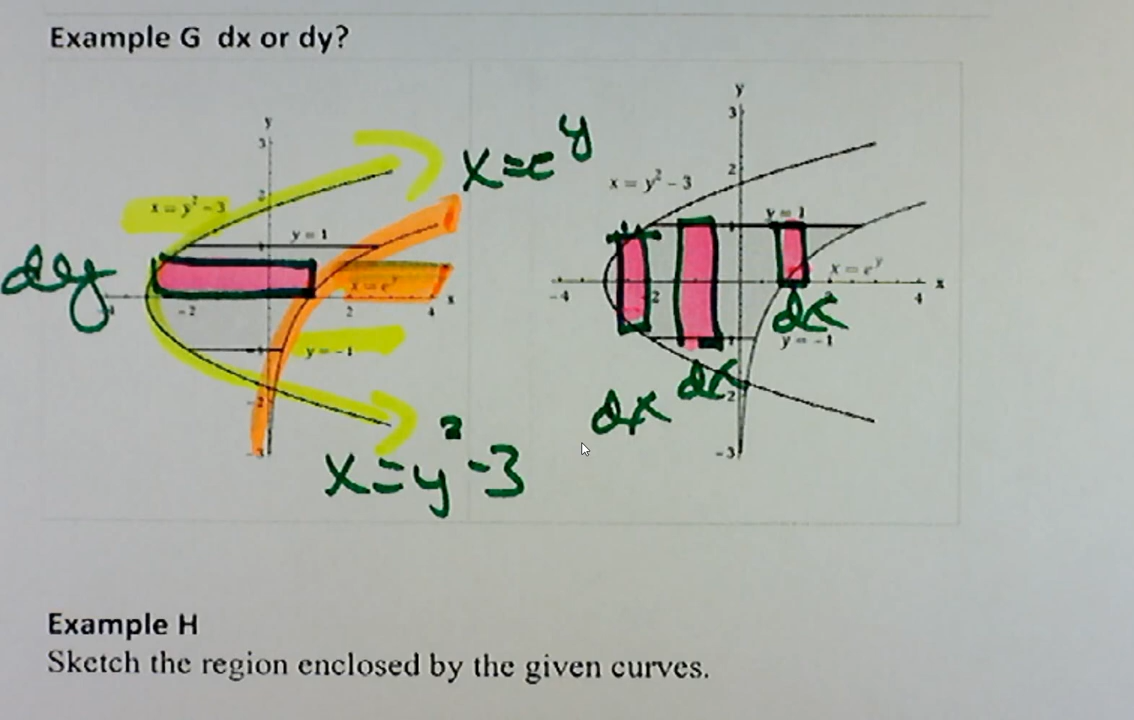 Example G dx or dy?
y
3
2
x = y² - 3
y = 1
x = e^y
dy
-2
2
4
x
x = e^y
y = -1
-3
x = y² - 3
y
3
2
x = y² - 3
y = 1
x = e^y
-4
2
4
x
dx
y = -1
dx
dx
2
-3
Example H
Sketch the region enclosed by the given curves.